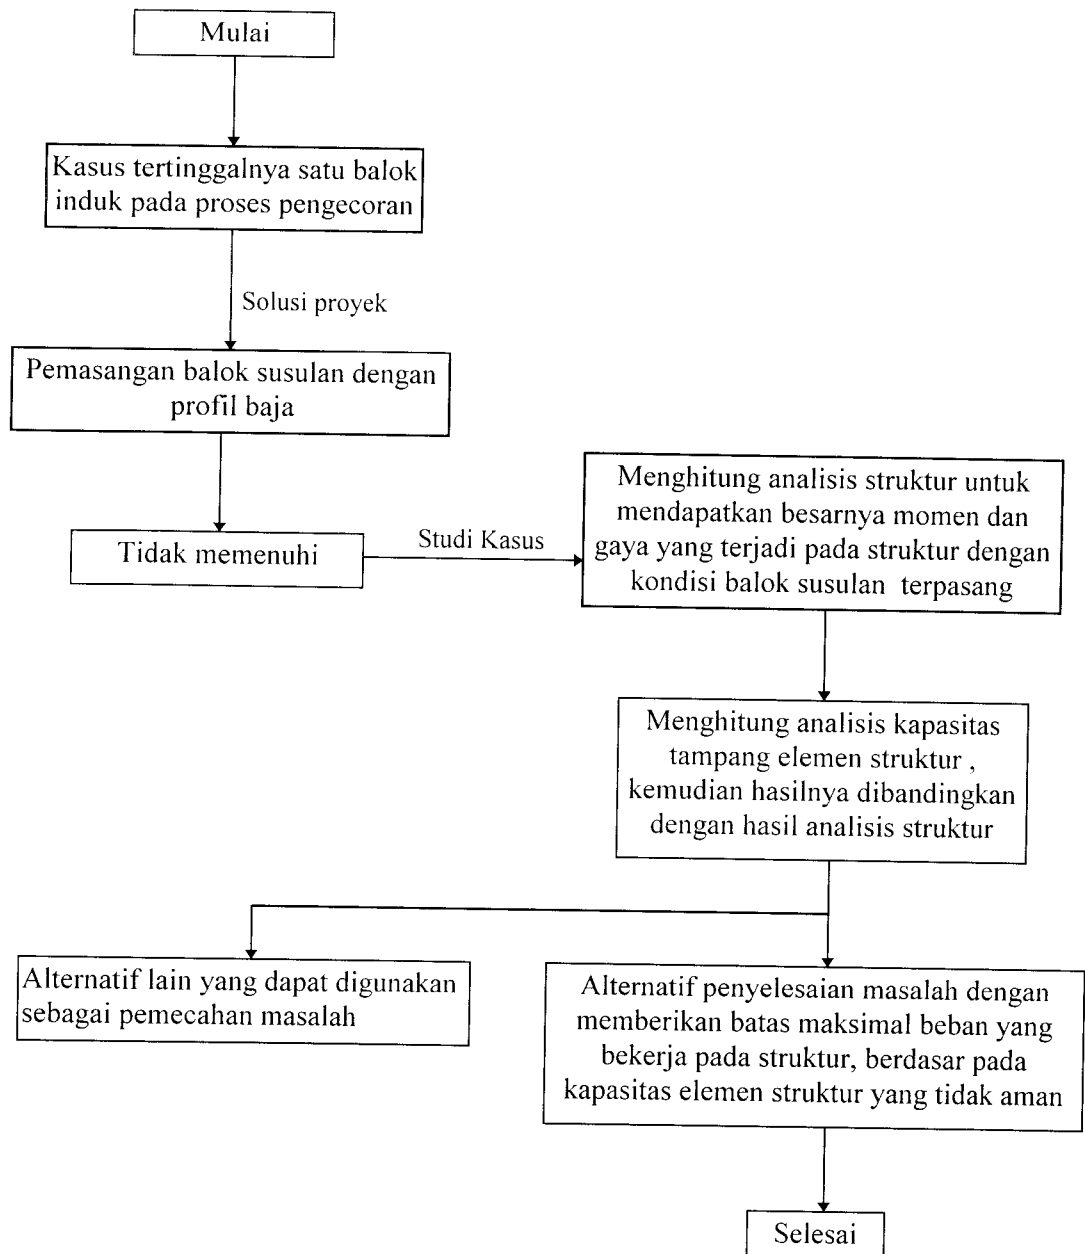 Mulai
Kasus tertinggalnya satu balok
induk pada proses pengecoran
Solusi proyek
Pemasangan balok susulan dengan
profil baja
Tidak memenuhi
Studi Kasus
Menghitung analisis struktur untuk
mendapatkan besarnya momen dan
gaya yang terjadi pada struktur dengan
kondisi balok susulan terpasang
Menghitung analisis kapasitas
tampang elemen struktur ,
kemudian hasilnya dibandingkan
dengan hasil analisis struktur
Alternatif lain yang dapat digunakan
sebagai pemecahan masalah
Alternatif penyelesaian masalah dengan
memberikan batas maksimal beban yang
bekerja pada struktur, berdasar pada
kapasitas elemen struktur yang tidak aman
Selesai